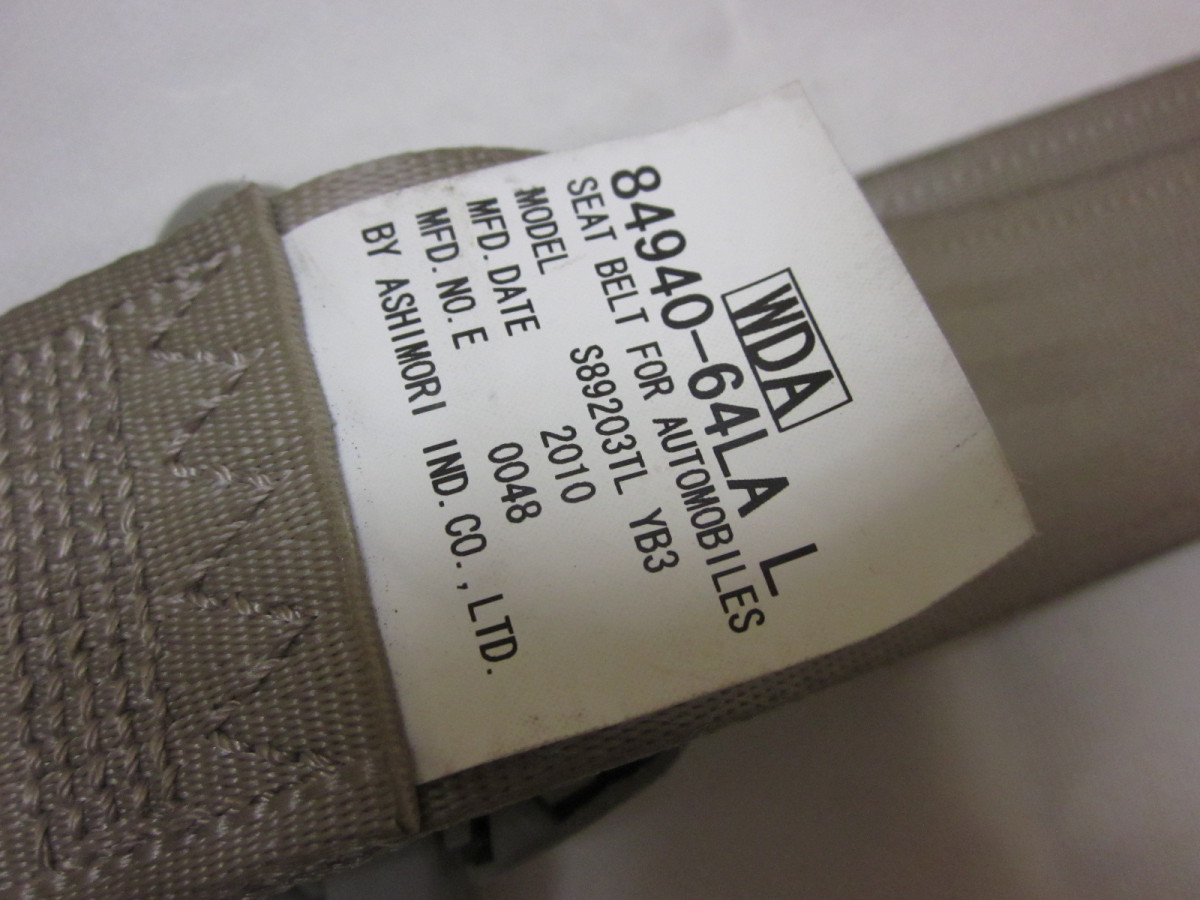 WDA
84940-64LA L
SEAT BELT FOR AUTOMOBILES
MODEL S89203TL YB3
MFD. DATE 2010
MFD. NO. E 0048
BY ASHIMORI IND. CO., LTD.